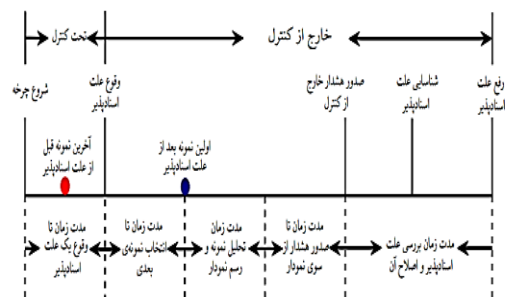 تحت کنترل
خارج از کنترل
شروع چرخه
وقوع علت
اسنادپذیر
صدور هشدار خارج
از کنترل
شناسایی علت
اسنادپذیر
رفع علت
اسنادپذیر
آخرین نمونه قبل
از علت اسنادپذیر
اولین نمونه بعد از
علت اسنادپذیر
مدت زمان تا
وقوع یک علت
اسنادپذیر
مدت زمان تا
انتخاب نمونه‌ی
بعدی
مدت زمان
تحلیل نمونه و
رسم نمودار
مدت زمان تا
صدور هشدار از
سوی نمودار
مدت زمان بررسی علت
اسنادپذیر و اصلاح آن